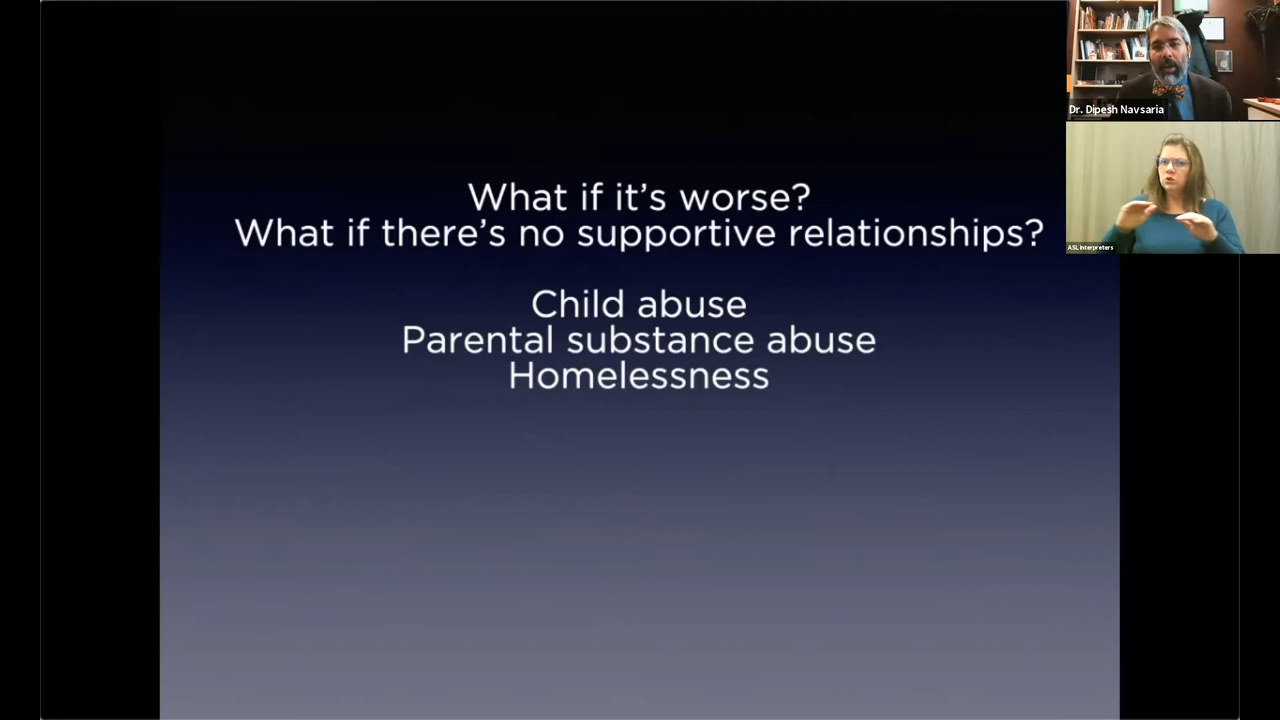 What if it's worse?
What if there's no supportive relationships?
Child abuse
Parental substance abuse
Homelessness
Dr. Dipesh Navsaria
ASL Interpreters